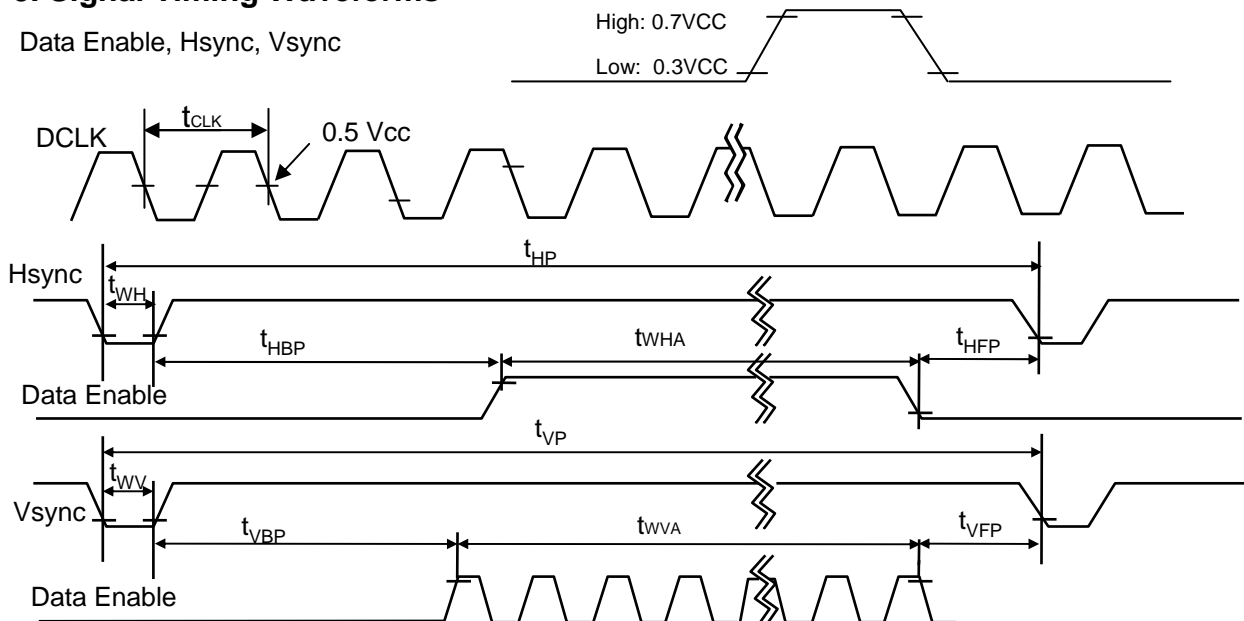 Data Enable, Hsync, Vsync
High: 0.7VCC
Low: 0.3VCC
tCLK
DCLK
0.5 Vcc
tHP
Hsync
tWH
tHBP
tWHA
tHFP
Data Enable
tVP
tWV
Vsync
tVBP
tWVA
tVFP
Data Enable